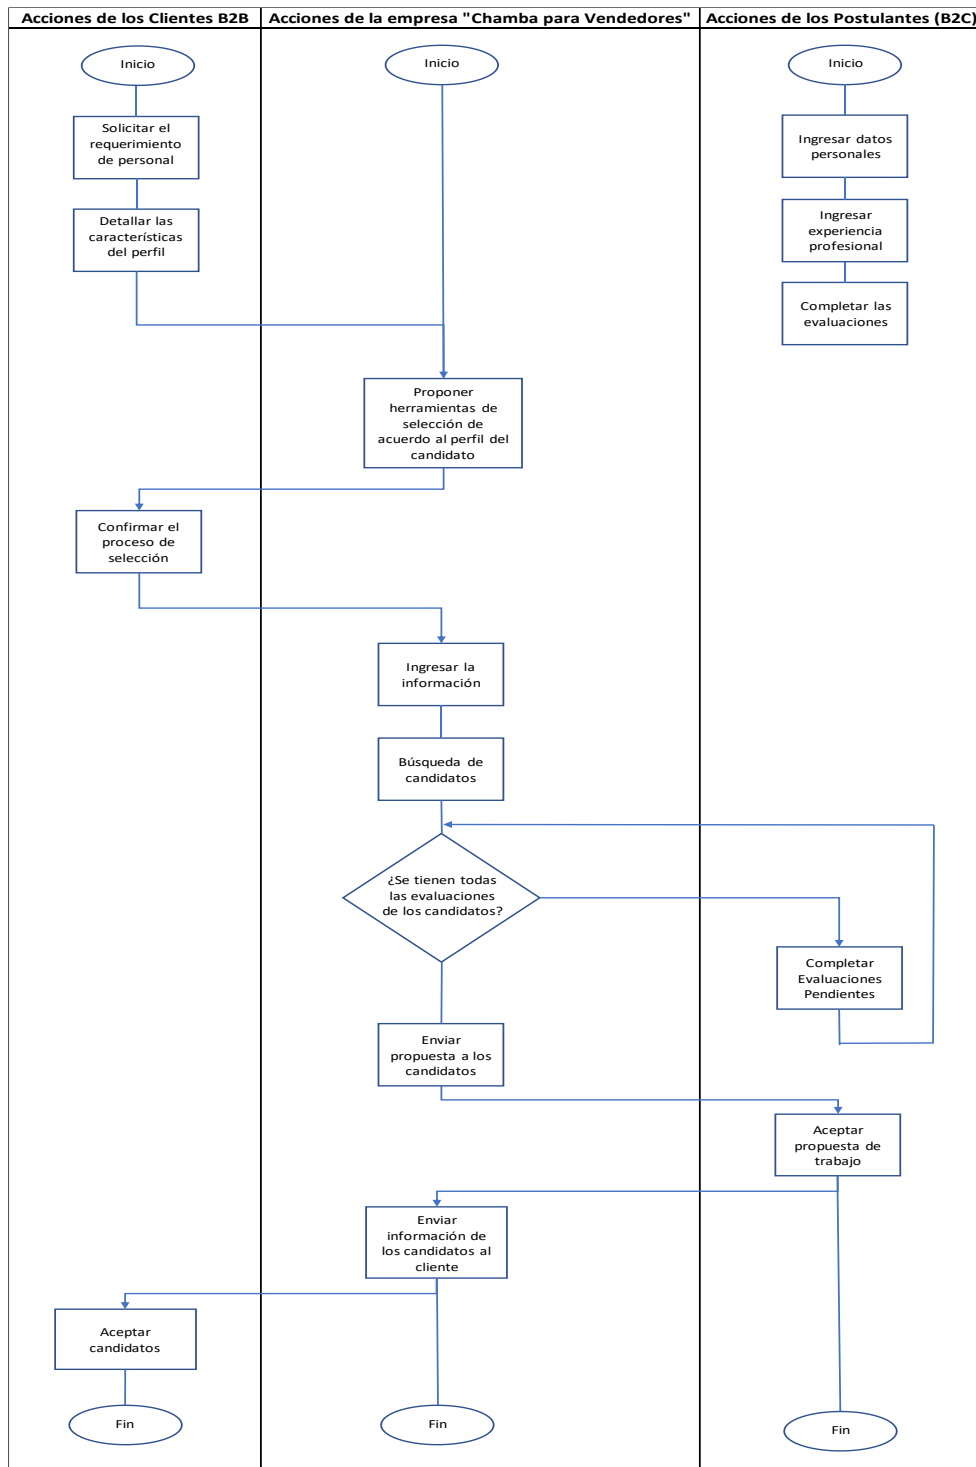 Acciones de los Clientes B2B
Acciones de la empresa "Chamba para Vendedores"
Acciones de los Postulantes (B2C)
Inicio
Inicio
Inicio
Solicitar el
requerimiento
de personal
Ingresar datos
personales
Detallar las
características
del perfil
Ingresar
experiencia
profesional
Completar las
evaluaciones
Proponer
herramientas de
selección de
acuerdo al perfil del
candidato
Confirmar el
proceso de
selección
Ingresar la
información
Búsqueda de
candidatos
¿Se tienen todas
las evaluaciones
de los candidatos?
Completar
Evaluaciones
Pendientes
Enviar
propuesta a los
candidatos
Aceptar
propuesta de
trabajo
Enviar
información de
los candidatos al
cliente
Aceptar
candidatos
Fin
Fin
Fin